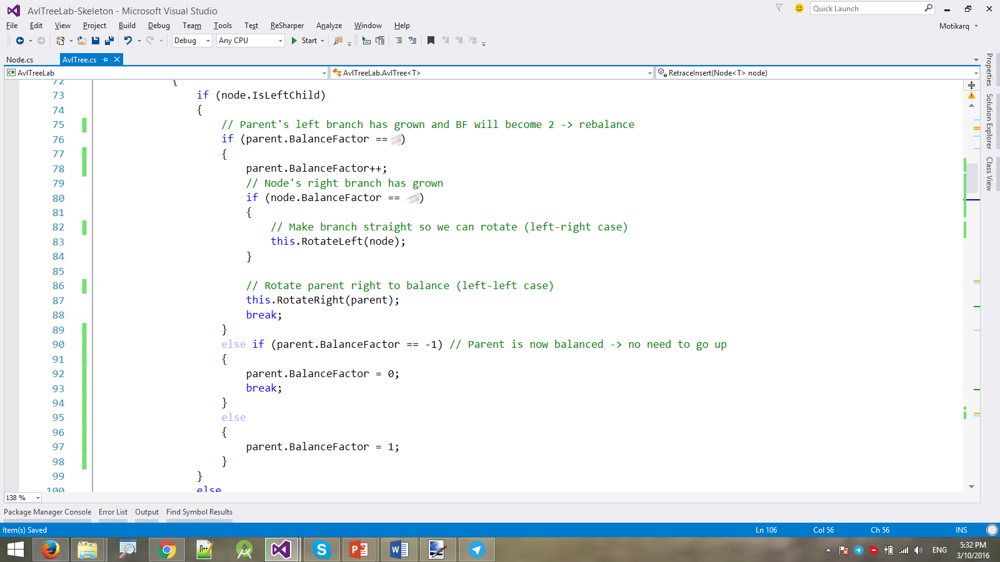 AvlTreeLab-Skeleton - Microsoft Visual Studio
Quick Launch
File Edit View Project Build Debug Team Tools Test ReSharper Analyze Window Help
Motikarq
Debug Any CPU Start
Node.cs AvlTree.cs
C# AvlTreeLab AvlTreeLab.AvlTree<T> RetraceInsert(Node<T> node)
72 {
73 if (node.IsLeftChild)
74 {
75 // Parent's left branch has grown and BF will become 2 -> rebalance
76 if (parent.BalanceFactor == )
77 {
78 parent.BalanceFactor++;
79 // Node's right branch has grown
80 if (node.BalanceFactor == )
81 {
82 // Make branch straight so we can rotate (left-right case)
83 this.RotateLeft(node);
84 }
85
86 // Rotate parent right to balance (left-left case)
87 this.RotateRight(parent);
88 break;
89 }
90 else if (parent.BalanceFactor == -1) // Parent is now balanced -> no need to go up
91 {
92 parent.BalanceFactor = 0;
93 break;
94 }
95 else
96 {
97 parent.BalanceFactor = 1;
98 }
99 }
100 else
Properties
Solution Explorer
Class View
138 %
Package Manager Console Error List Output Find Symbol Results
Item(s) Saved Ln 106 Col 56 Ch 56 INS
ENG
5:32 PM
3/10/2016